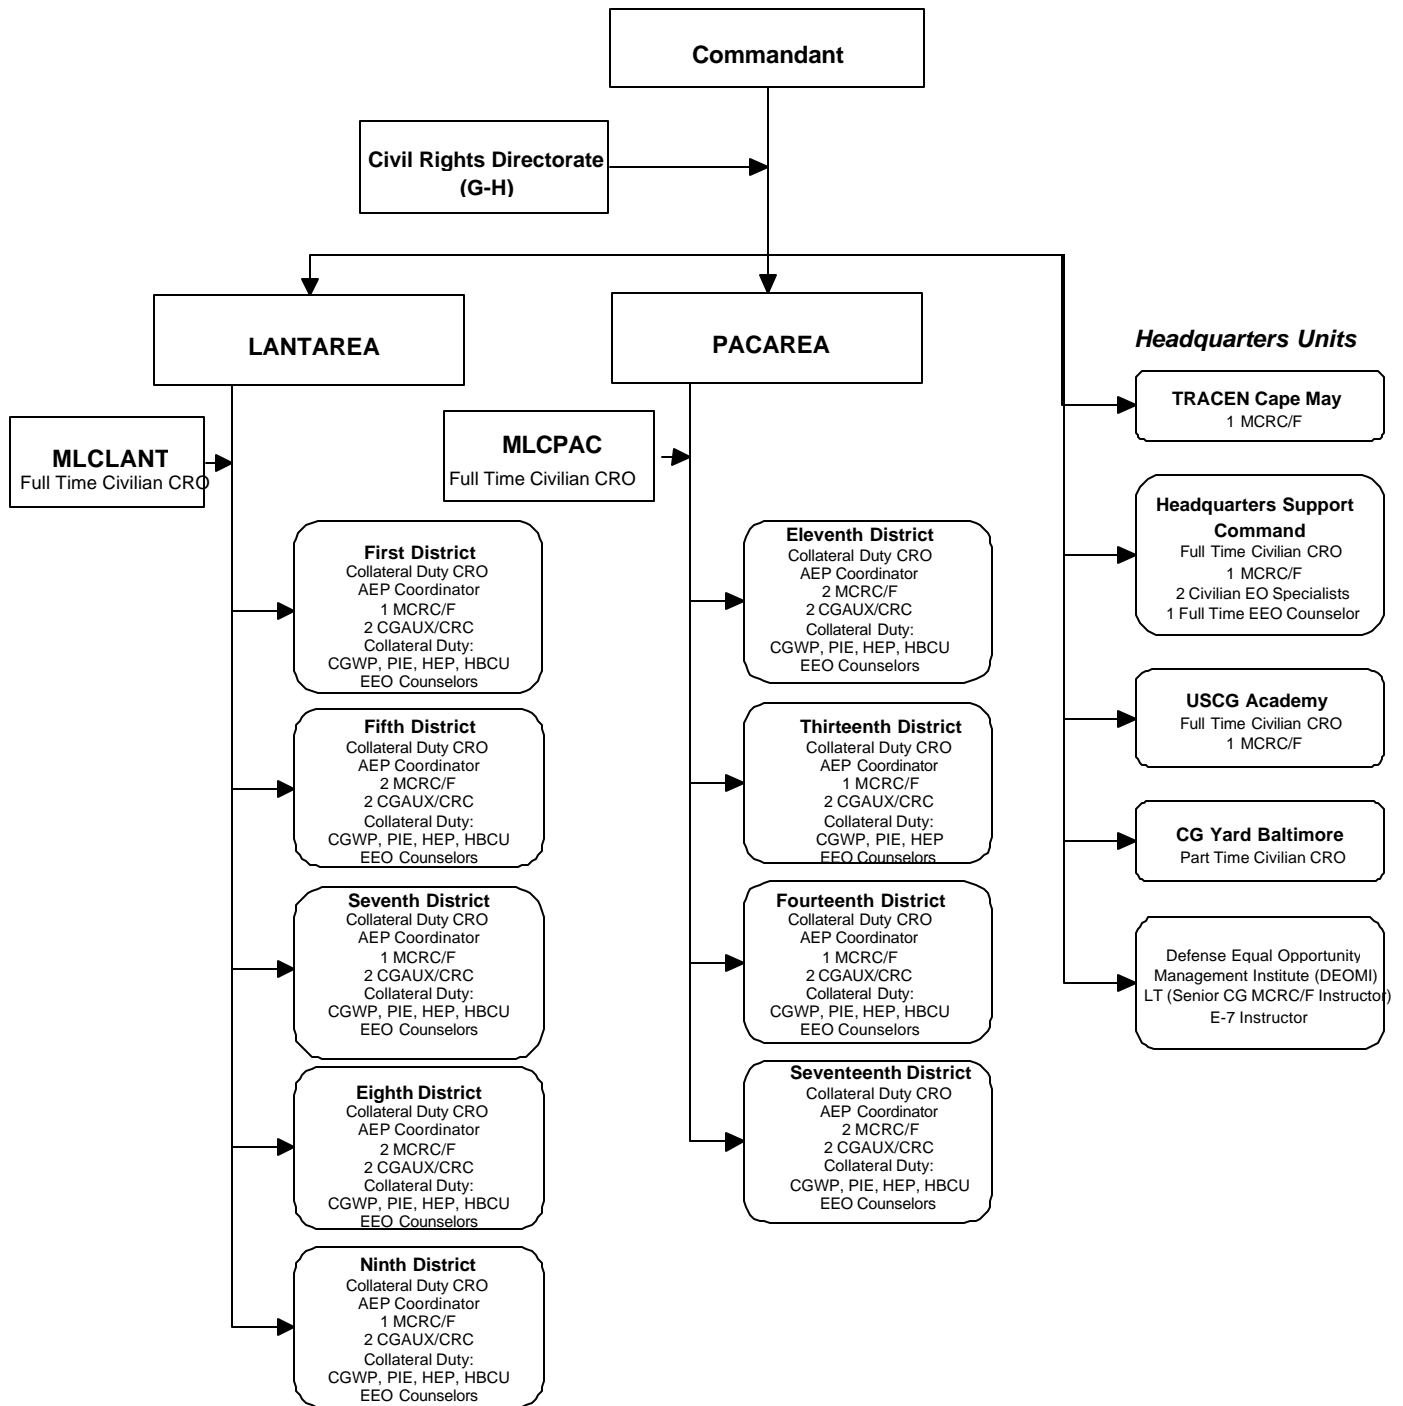 Commandant
Civil Rights Directorate
(G-H)
LANTAREA
PACAREA
MLCLANT
Full Time Civilian CRO
MLCPAC
Full Time Civilian CRO
First District
Collateral Duty CRO
AEP Coordinator
1 MCRC/F
2 CGAUX/CRC
Collateral Duty:
CGWP, PIE, HEP, HBCU
EEO Counselors
Fifth District
Collateral Duty CRO
AEP Coordinator
2 MCRC/F
2 CGAUX/CRC
Collateral Duty:
CGWP, PIE, HEP, HBCU
EEO Counselors
Seventh District
Collateral Duty CRO
AEP Coordinator
1 MCRC/F
2 CGAUX/CRC
Collateral Duty:
CGWP, PIE, HEP, HBCU
EEO Counselors
Eighth District
Collateral Duty CRO
AEP Coordinator
2 MCRC/F
2 CGAUX/CRC
Collateral Duty:
CGWP, PIE, HEP, HBCU
EEO Counselors
Ninth District
Collateral Duty CRO
AEP Coordinator
1 MCRC/F
2 CGAUX/CRC
Collateral Duty:
CGWP, PIE, HEP, HBCU
EEO Counselors
Eleventh District
Collateral Duty CRO
AEP Coordinator
2 MCRC/F
2 CGAUX/CRC
Collateral Duty:
CGWP, PIE, HEP, HBCU
EEO Counselors
Thirteenth District
Collateral Duty CRO
AEP Coordinator
1 MCRC/F
2 CGAUX/CRC
Collateral Duty:
CGWP, PIE, HEP
EEO Counselors
Fourteenth District
Collateral Duty CRO
AEP Coordinator
1 MCRC/F
2 CGAUX/CRC
Collateral Duty:
CGWP, PIE, HEP, HBCU
EEO Counselors
Seventeenth District
Collateral Duty CRO
AEP Coordinator
2 MCRC/F
2 CGAUX/CRC
Collateral Duty:
CGWP, PIE, HEP, HBCU
EEO Counselors
Headquarters Units
TRACEN Cape May
1 MCRC/F
Headquarters Support
Command
Full Time Civilian CRO
1 MCRC/F
2 Civilian EO Specialists
1 Full Time EEO Counselor
USCG Academy
Full Time Civilian CRO
1 MCRC/F
CG Yard Baltimore
Part Time Civilian CRO
Defense Equal Opportunity
Management Institute (DEOMI)
LT (Senior CG MCRC/F Instructor)
E-7 Instructor